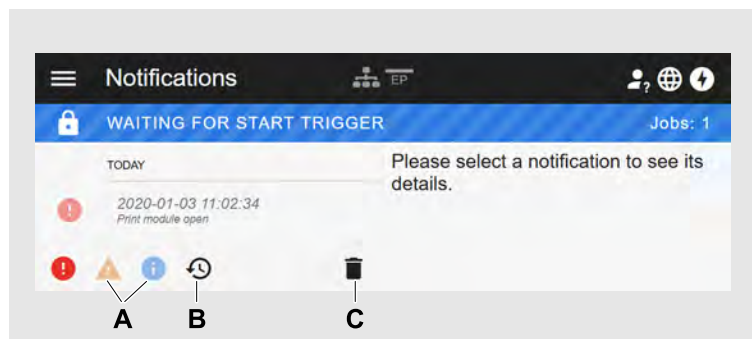 Notifications
EP
?
WAITING FOR START TRIGGER
Jobs: 1
TODAY
Please select a notification to see its
details.
2020-01-03 11:02:34
Print module open
A
B
C